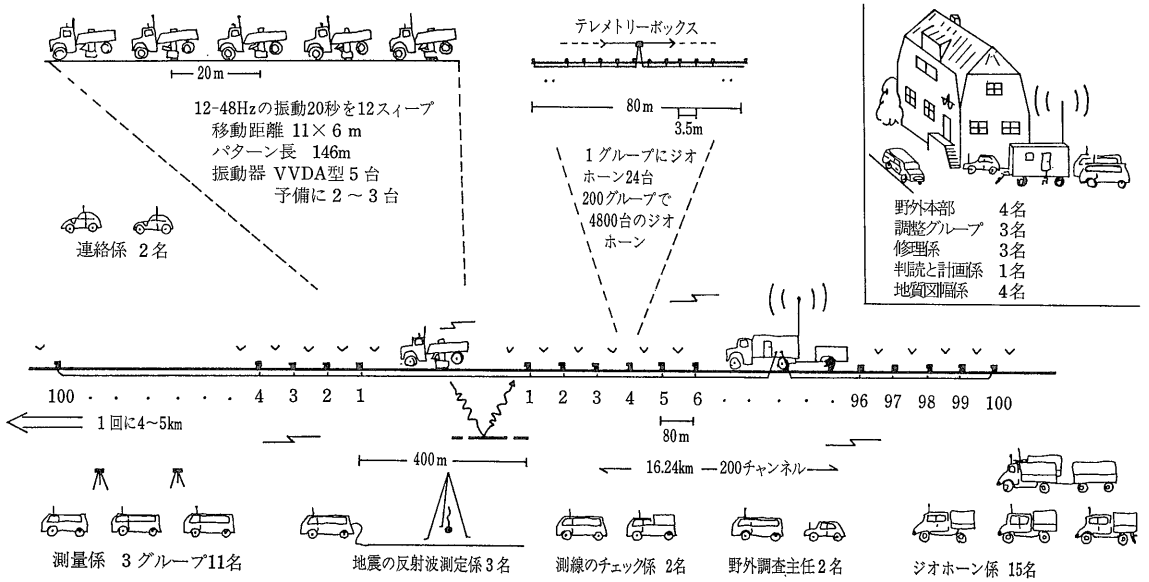 テレメトリーボックス
20m
80m
3.5m
12-48Hzの振動20秒を12スィープ
移動距離 11×6m
パターン長 146m
振動器 VVDA型5台
予備に2~3台
1グループにジオ
ホーン24台
200グループで
4800台のジオ
ホーン
野外本部 4名
調整グループ 3名
修理係 3名
判読と計画係 1名
地質図幅係 4名
連絡係 2名
100 · · · · · · 4 3 2 1 1 2 3 4 5 6 · · · · 96 97 98 99 100
1回に4~5km
80m
400m
16.24km ― 200チャンネル
測量係 3グループ11名
地震の反射波測定係3名
測線のチェック係 2名
野外調査主任2名
ジオホーン係 15名